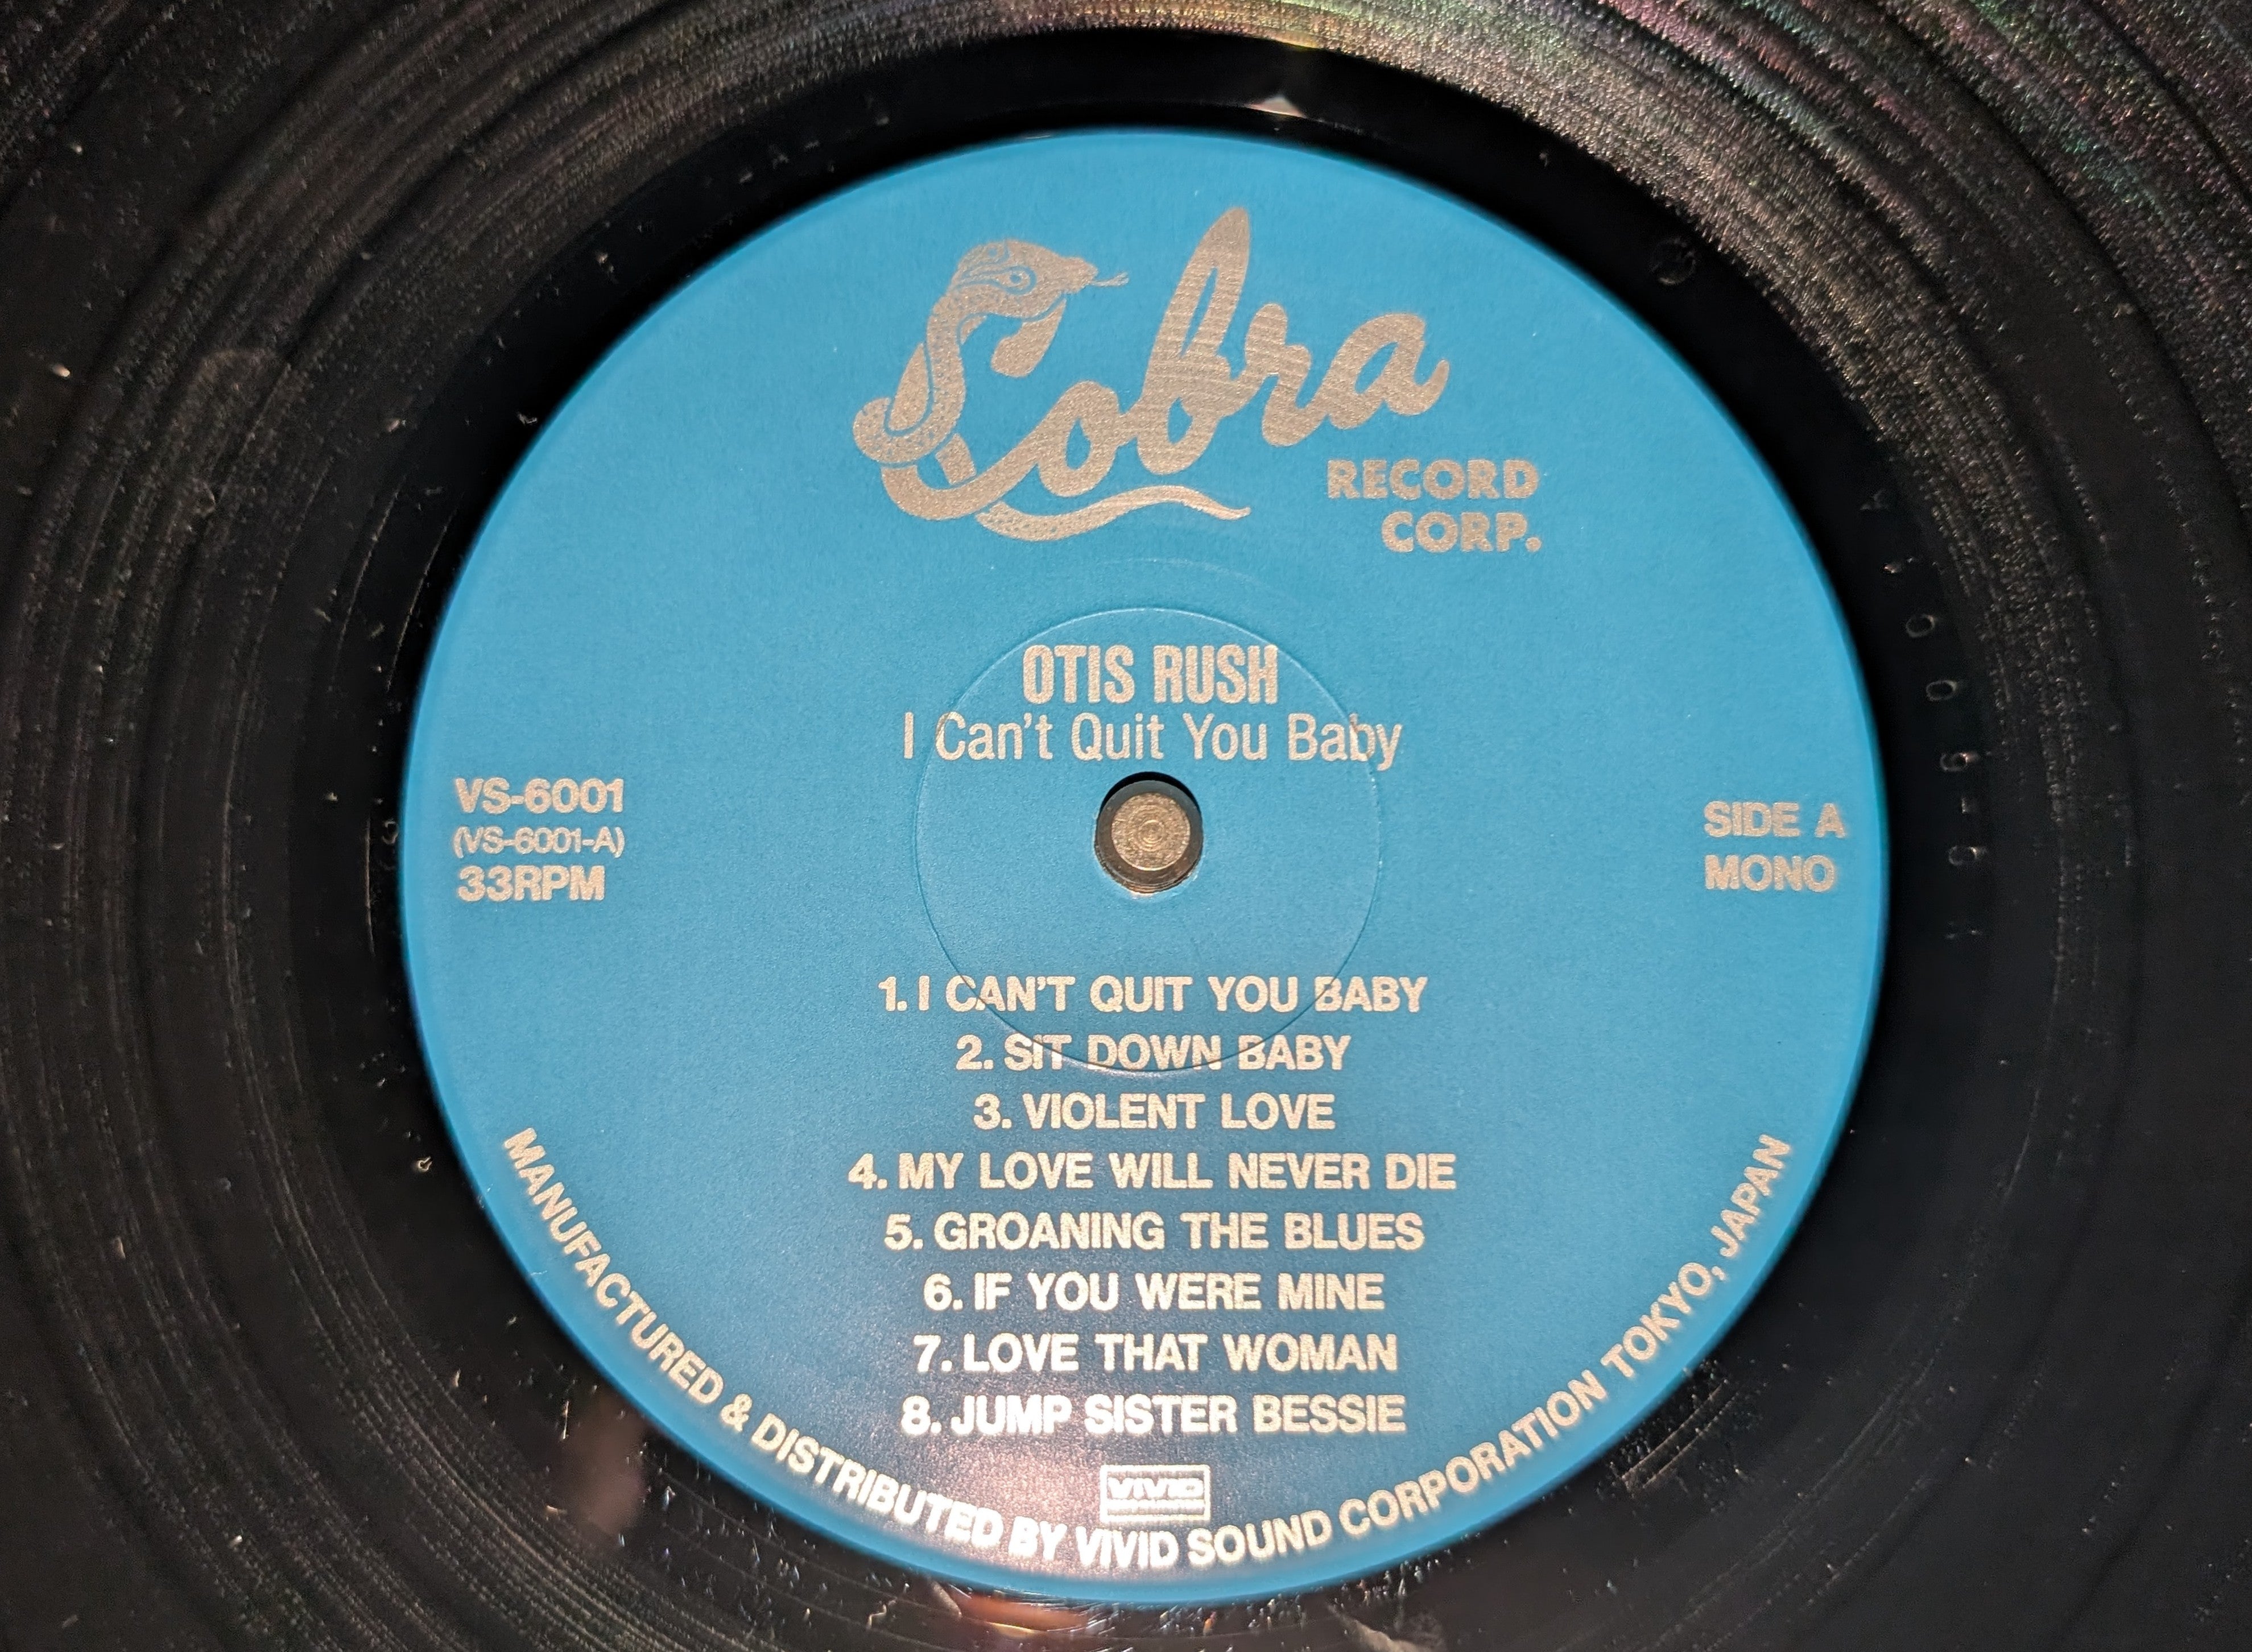 Cobra
RECORD
CORP.
OTIS RUSH
I Can't Quit You Baby
VS-6001
(VS-6001-A)
33RPM
SIDE A
MONO
1. I CAN'T QUIT YOU BABY
2. SIT DOWN BABY
3. VIOLENT LOVE
4. MY LOVE WILL NEVER DIE
5. GROANING THE BLUES
6. IF YOU WERE MINE
7. LOVE THAT WOMAN
8. JUMP SISTER BESSIE
VIVID
MANUFACTURED & DISTRIBUTED BY VIVID SOUND CORPORATION TOKYO, JAPAN